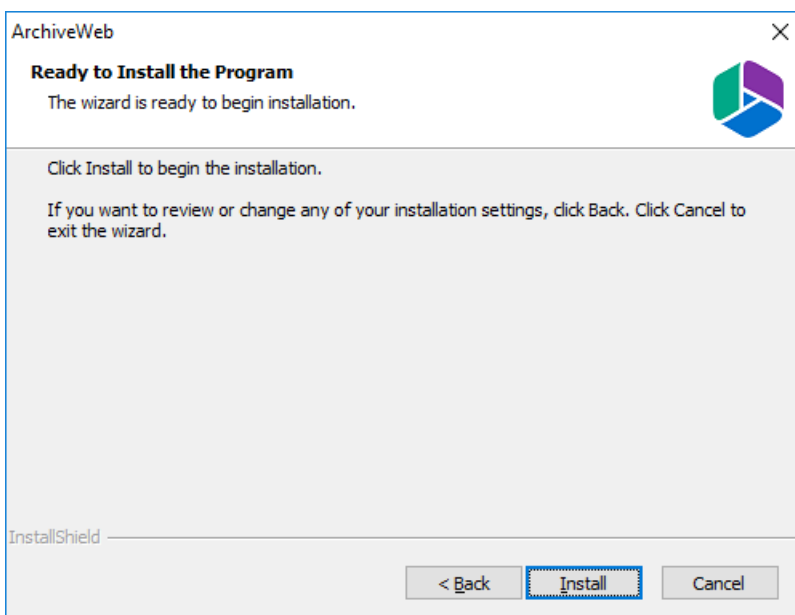 ArchiveWeb
Ready to Install the Program
The wizard is ready to begin installation.
Click Install to begin the installation.
If you want to review or change any of your installation settings, click Back. Click Cancel to
exit the wizard.
InstallShield
< Back Install Cancel